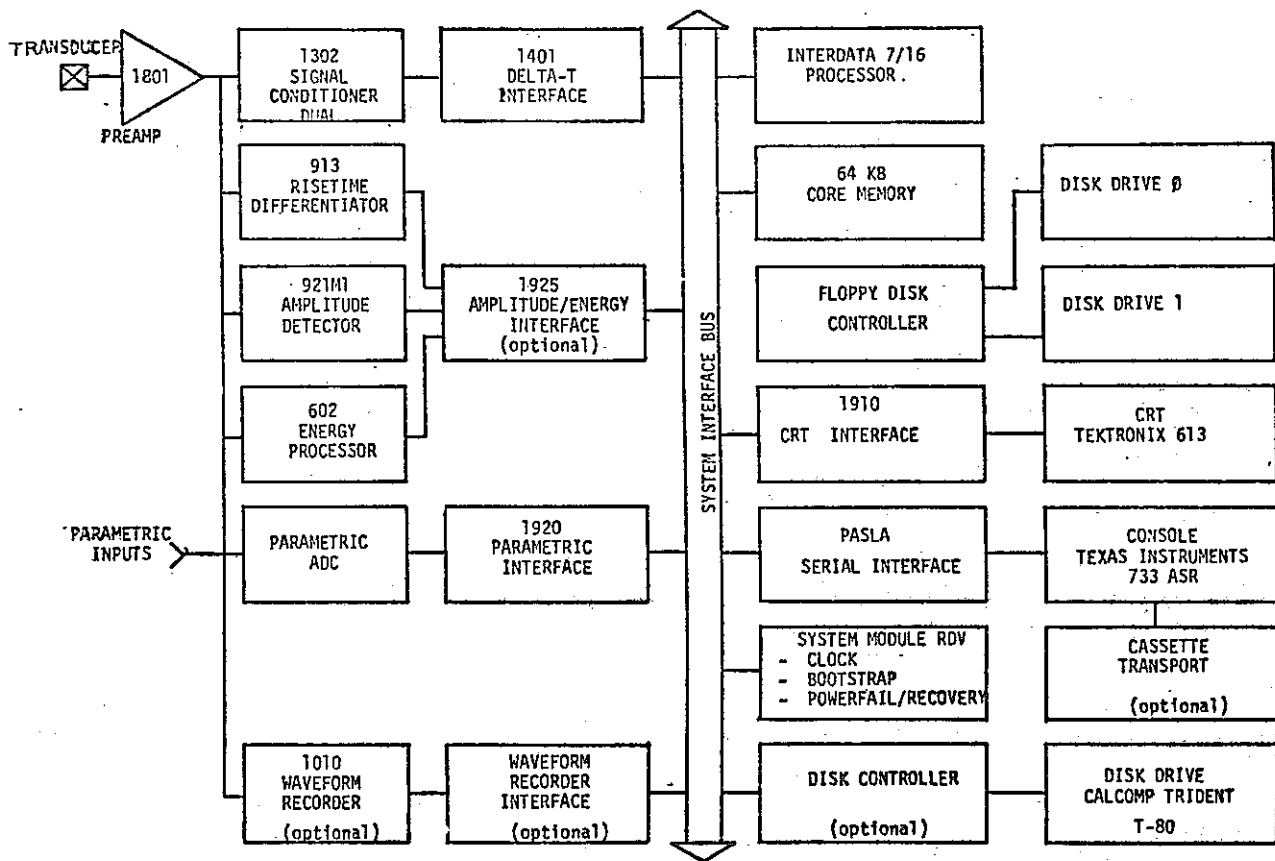 TRANSDUCER
1801
PREAMP
1302
SIGNAL
CONDITIONER
DUAL
1401
DELTA-T
INTERFACE
INTERDATA 7/16
PROCESSOR.
913
RISETIME
DIFFERENTIATOR
64 KB
CORE MEMORY
DISK DRIVE Ø
921M1
AMPLITUDE
DETECTOR
1925
AMPLITUDE/ENERGY
INTERFACE
(optional)
FLOPPY DISK
CONTROLLER
DISK DRIVE 1
602
ENERGY
PROCESSOR
SYSTEM INTERFACE BUS
1910
CRT INTERFACE
CRT
TEKTRONIX 613
PARAMETRIC
INPUTS
PARAMETRIC
ADC
1920
PARAMETRIC
INTERFACE
PASLA
SERIAL INTERFACE
CONSOLE
TEXAS INSTRUMENTS
733 ASR
SYSTEM MODULE RDV
- CLOCK
- BOOTSTRAP
- POWERFAIL/RECOVERY
CASSETTE
TRANSPORT
(optional)
1010
WAVEFORM
RECORDER
(optional)
WAVEFORM
RECORDER
INTERFACE
(optional)
DISK CONTROLLER
(optional)
DISK DRIVE
CALCOMP TRIDENT
T-80